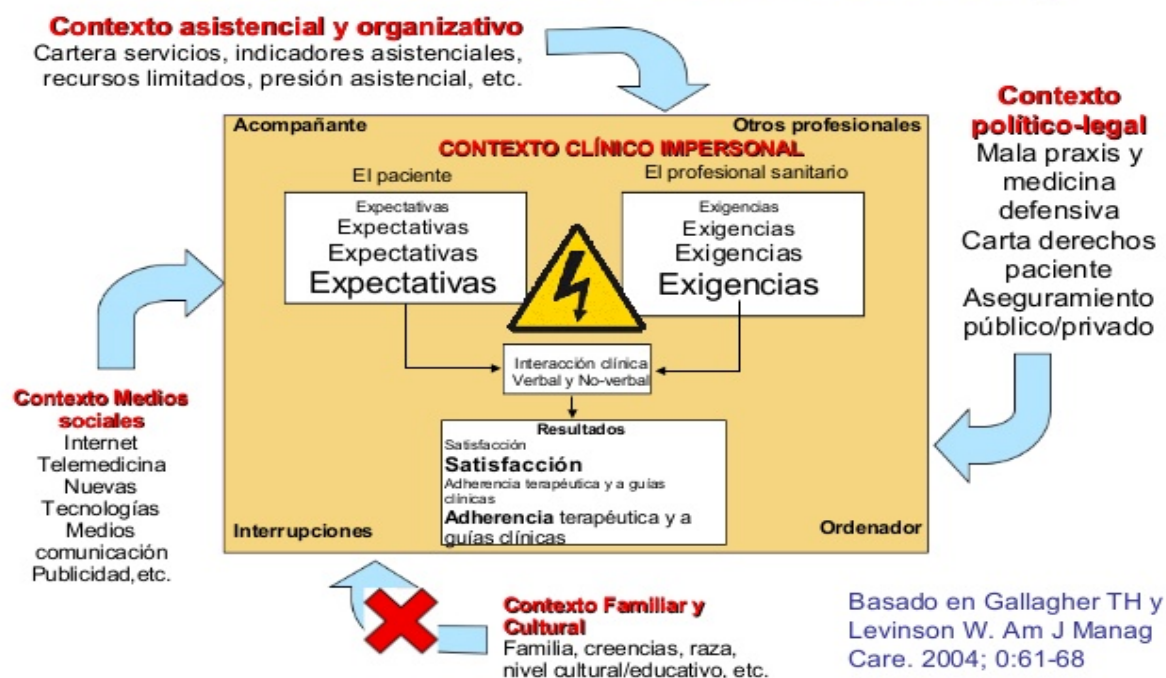 Contexto asistencial y organizativo
Cartera servicios, indicadores asistenciales,
recursos limitados, presión asistencial, etc.
Contexto
político-legal
Mala praxis y
medicina
defensiva
Carta derechos
paciente
Aseguramiento
público/privado
Acompañante
Otros profesionales
CONTEXTO CLÍNICO IMPERSONAL
El paciente
El profesional sanitario
Expectativas
Expectativas
Expectativas
Expectativas
Exigencias
Exigencias
Exigencias
Exigencias
Interacción clínica
Verbal y No-verbal
Resultados
Satisfacción
Satisfacción
Adherencia terapéutica y a guías
clínicas
Adherencia terapéutica y a
guías clínicas
Interrupciones
Ordenador
Contexto Medios
sociales
Internet
Telemedicina
Nuevas
Tecnologías
Medios
comunicación
Publicidad,etc.
Contexto Familiar y
Cultural
Familia, creencias, raza,
nivel cultural/educativo, etc.
Basado en Gallagher TH y
Levinson W. Am J Manag
Care. 2004; 0:61-68